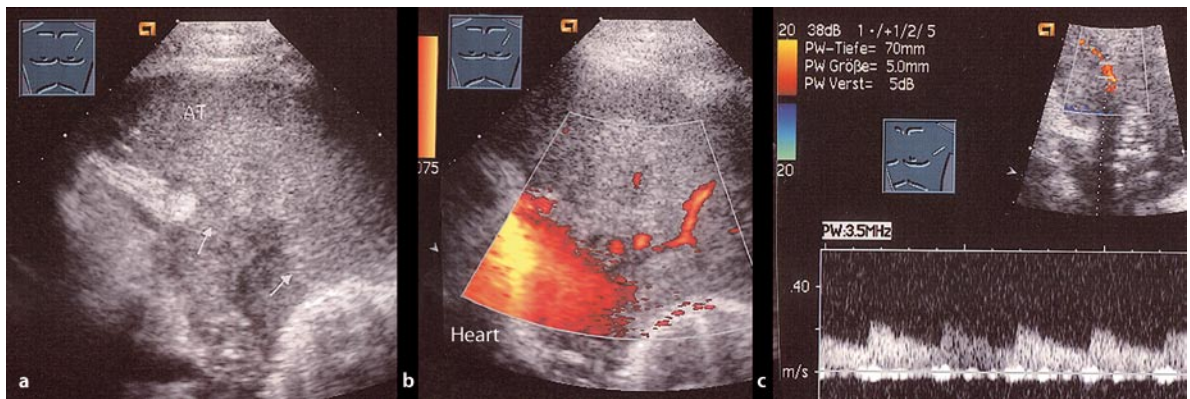 AT
a
075
Heart
b
20
38dB 1 -/+1/2/ 5
PW-Tiefe= 70mm
PW Größe= 5.0mm
PW Verst= 5dB
20
PW:3.5MHz
.40
m/s
c